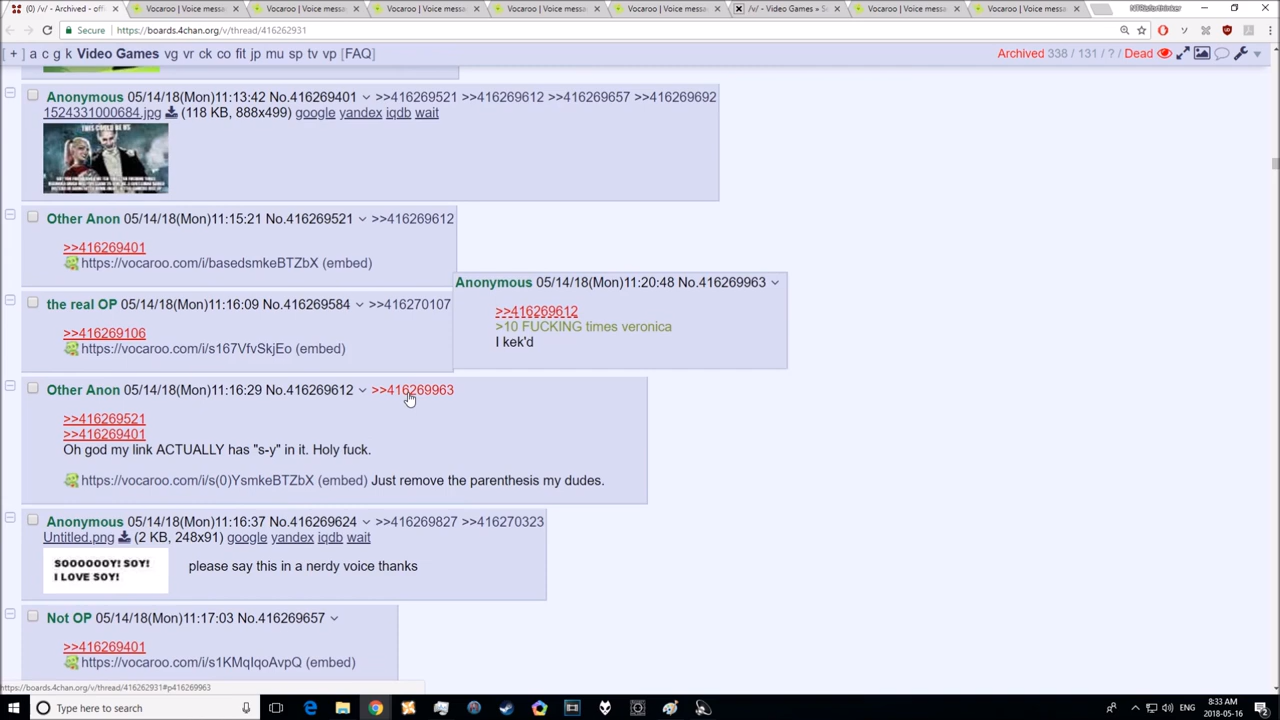 (0) /v/ - Archived - off
Vocaroo | Voice messa
Vocaroo | Voice messa
Vocaroo | Voice messa
Vocaroo | Voice messa
Vocaroo | Voice messa
/v/ - Video Games » S
Vocaroo | Voice messa
Vocaroo | Voice messa
Secure | https://boards.4chan.org/v/thread/416262931
[ + ] a c g k Video Games vg vr ck co fit jp mu sp tv vp [FAQ]
Archived 338 / 131 / ? / Dead
Anonymous 05/14/18(Mon)11:13:42 No.416269401 >>416269521 >>416269612 >>416269657 >>416269692
1524331000684.jpg (118 KB, 888x499) google yandex iqdb wait
THIS COULD BE US
Other Anon 05/14/18(Mon)11:15:21 No.416269521 >>416269612
>>416269401
https://vocaroo.com/i/basedsmkeBTZbX (embed)
Anonymous 05/14/18(Mon)11:20:48 No.416269963
>>416269612
>10 FUCKING times veronica
I kek'd
the real OP 05/14/18(Mon)11:16:09 No.416269584 >>416270107
>>416269106
https://vocaroo.com/i/s167VfvSkjEo (embed)
Other Anon 05/14/18(Mon)11:16:29 No.416269612 >>416269963
>>416269521
>>416269401
Oh god my link ACTUALLY has "s-y" in it. Holy fuck.
https://vocaroo.com/i/s(0)YsmkeBTZbX (embed) Just remove the parenthesis my dudes.
Anonymous 05/14/18(Mon)11:16:37 No.416269624 >>416269827 >>416270323
Untitled.png (2 KB, 248x91) google yandex iqdb wait
SOOOOOOY! SOY!
I LOVE SOY!
please say this in a nerdy voice thanks
Not OP 05/14/18(Mon)11:17:03 No.416269657
>>416269401
https://vocaroo.com/i/s1KMqIqoAvpQ (embed)
https://boards.4chan.org/v/thread/416262931#p416269963
Type here to search
ENG
8:33 AM
2018-05-16